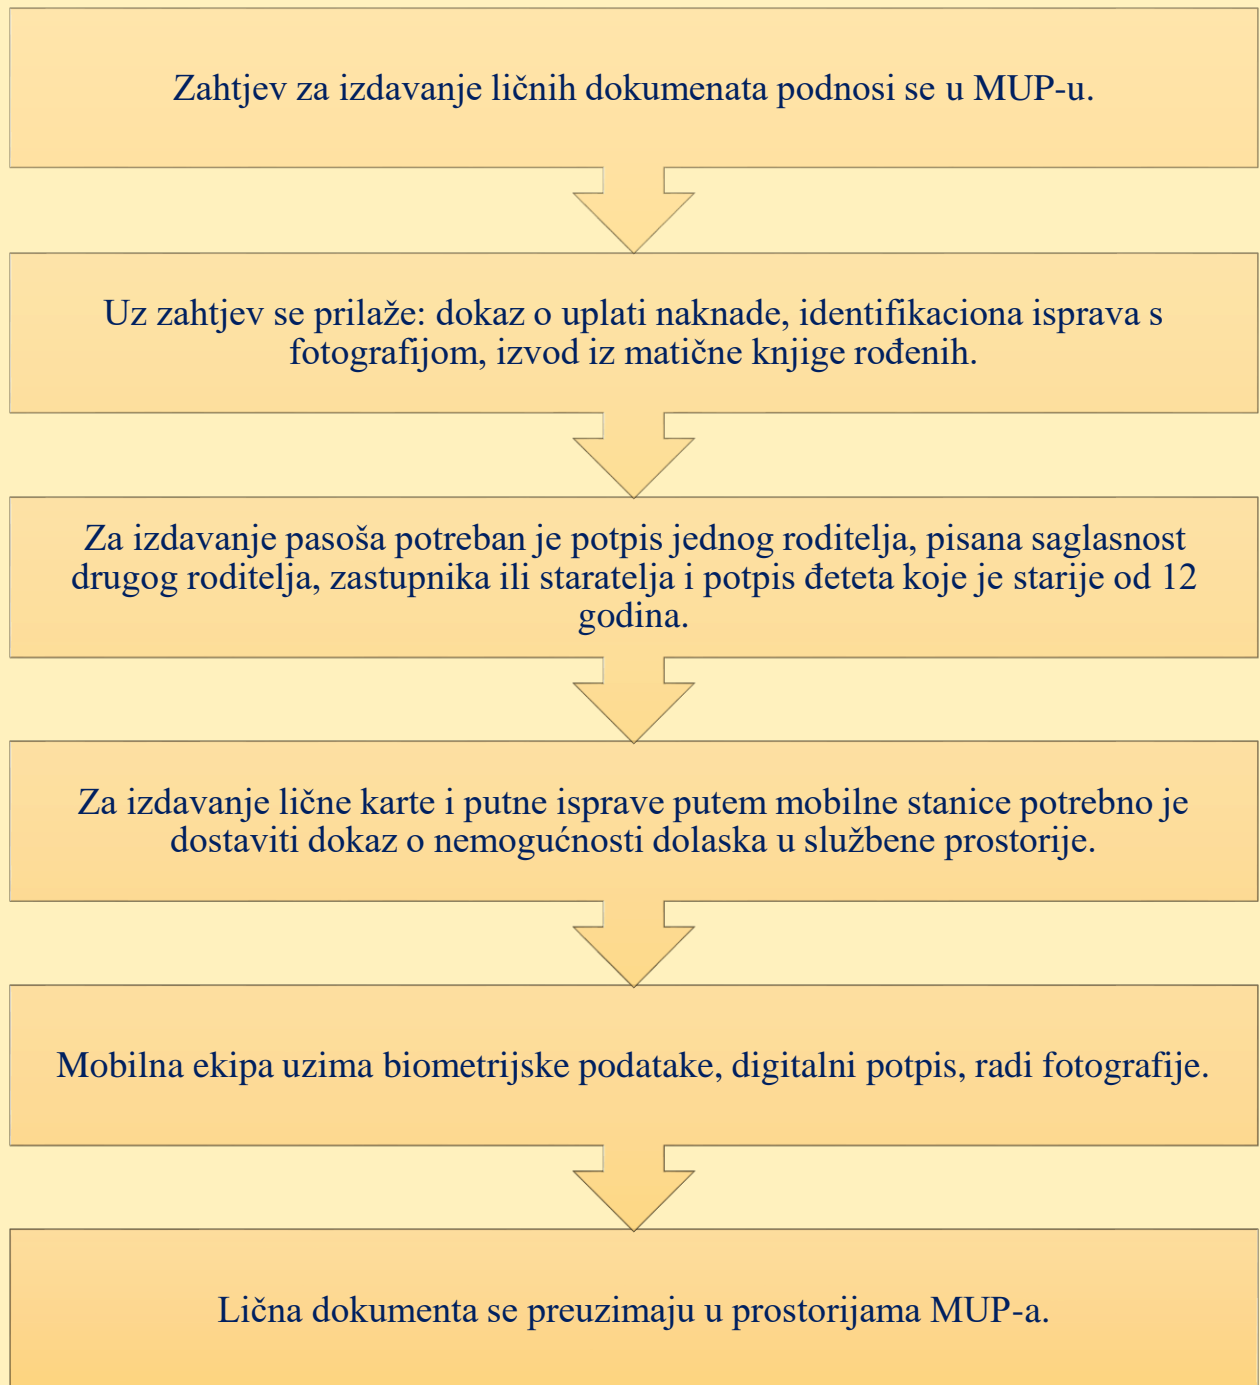 Zahtjev za izdavanje ličnih dokumenata podnosi se u MUP-u.
Uz zahtjev se prilaže: dokaz o uplati naknade, identifikaciona isprava s
fotografijom, izvod iz matične knjige rođenih.
Za izdavanje pasoša potreban je potpis jednog roditelja, pisana saglasnost
drugog roditelja, zastupnika ili staratelja i potpis đeteta koje je starije od 12
godina.
Za izdavanje lične karte i putne isprave putem mobilne stanice potrebno je
dostaviti dokaz o nemogućnosti dolaska u službene prostorije.
Mobilna ekipa uzima biometrijske podatake, digitalni potpis, radi fotografije.
Lična dokumenta se preuzimaju u prostorijama MUP-a.